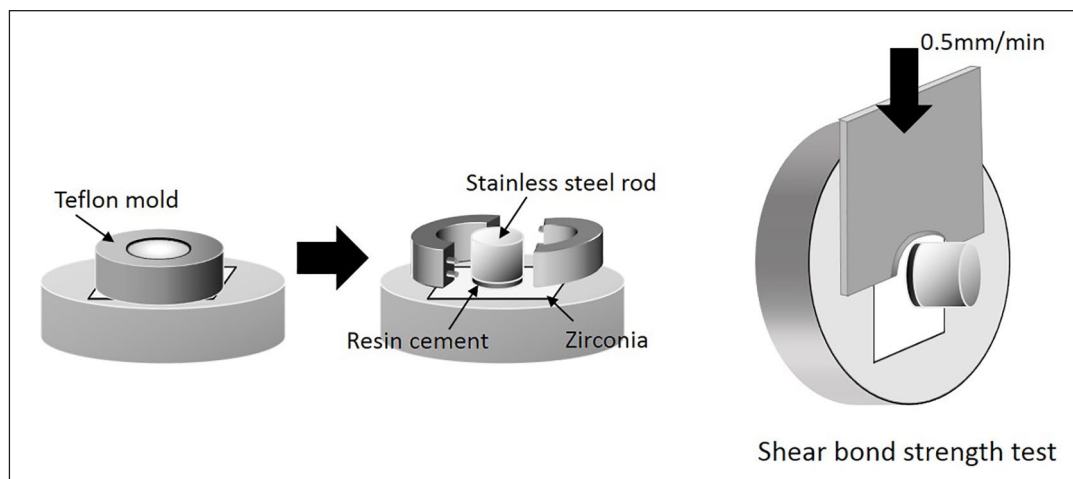 0.5mm/min
Stainless steel rod
Teflon mold
Resin cement
Zirconia
Shear bond strength test